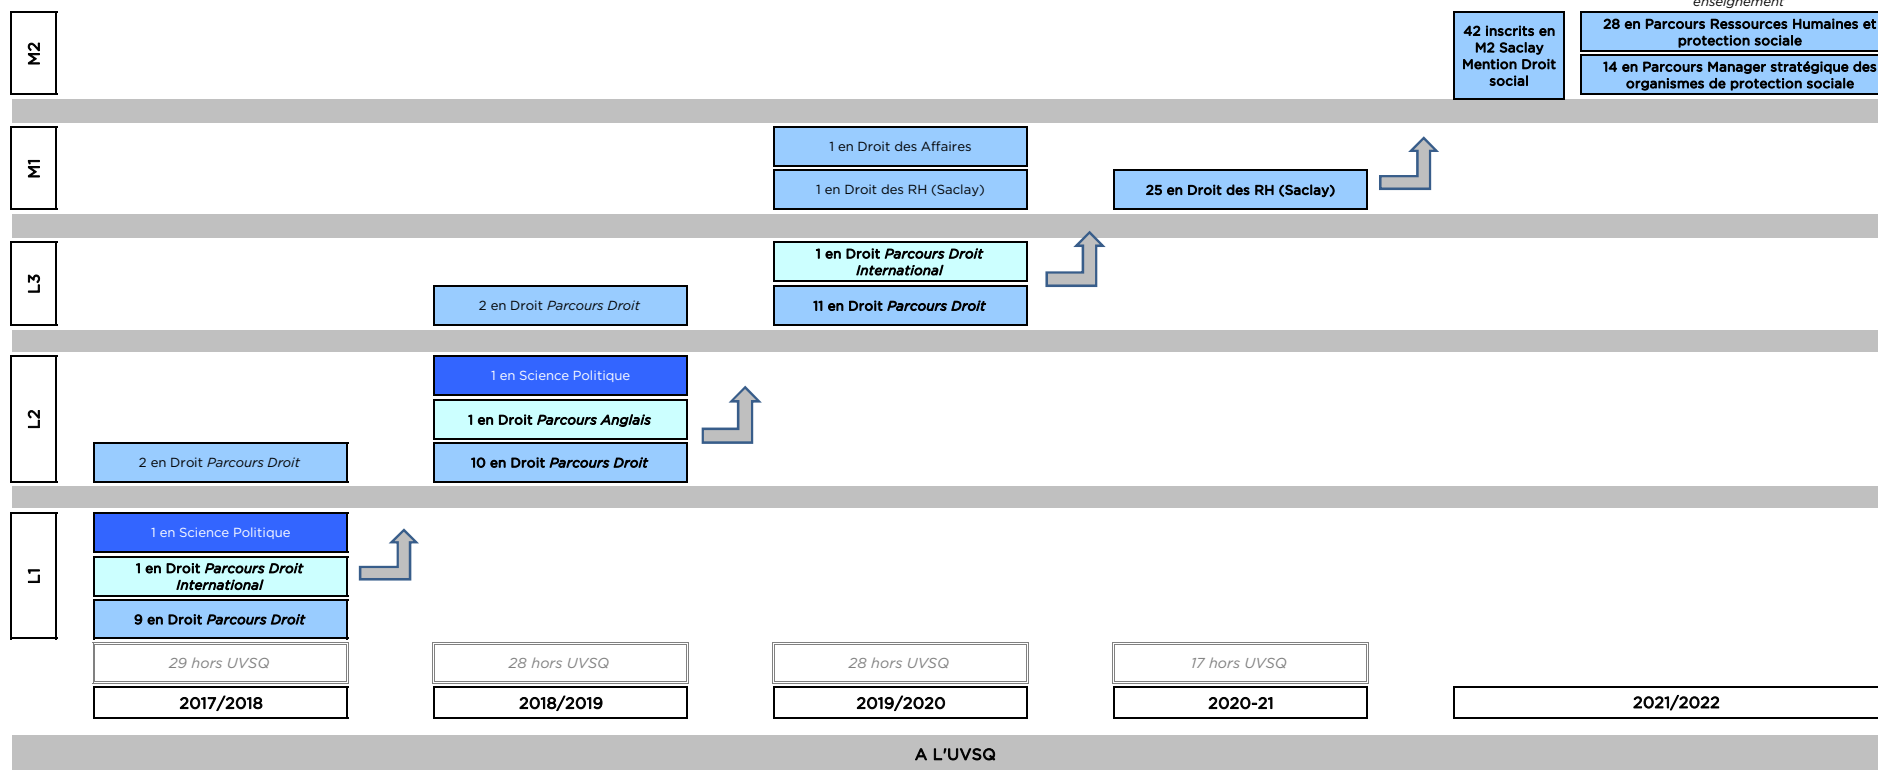 enseignement
M2
42 inscrits en
M2 Saclay
Mention Droit
social
28 en Parcours Ressources Humaines et
protection sociale
14 en Parcours Manager stratégique des
organismes de protection sociale
M1
1 en Droit des Affaires
1 en Droit des RH (Saclay)
25 en Droit des RH (Saclay)
L3
2 en Droit Parcours Droit
1 en Droit Parcours Droit
International
11 en Droit Parcours Droit
L2
2 en Droit Parcours Droit
1 en Science Politique
1 en Droit Parcours Anglais
10 en Droit Parcours Droit
L1
1 en Science Politique
1 en Droit Parcours Droit
International
9 en Droit Parcours Droit
29 hors UVSQ
28 hors UVSQ
28 hors UVSQ
17 hors UVSQ
2017/2018
2018/2019
2019/2020
2020-21
2021/2022
A L'UVSQ